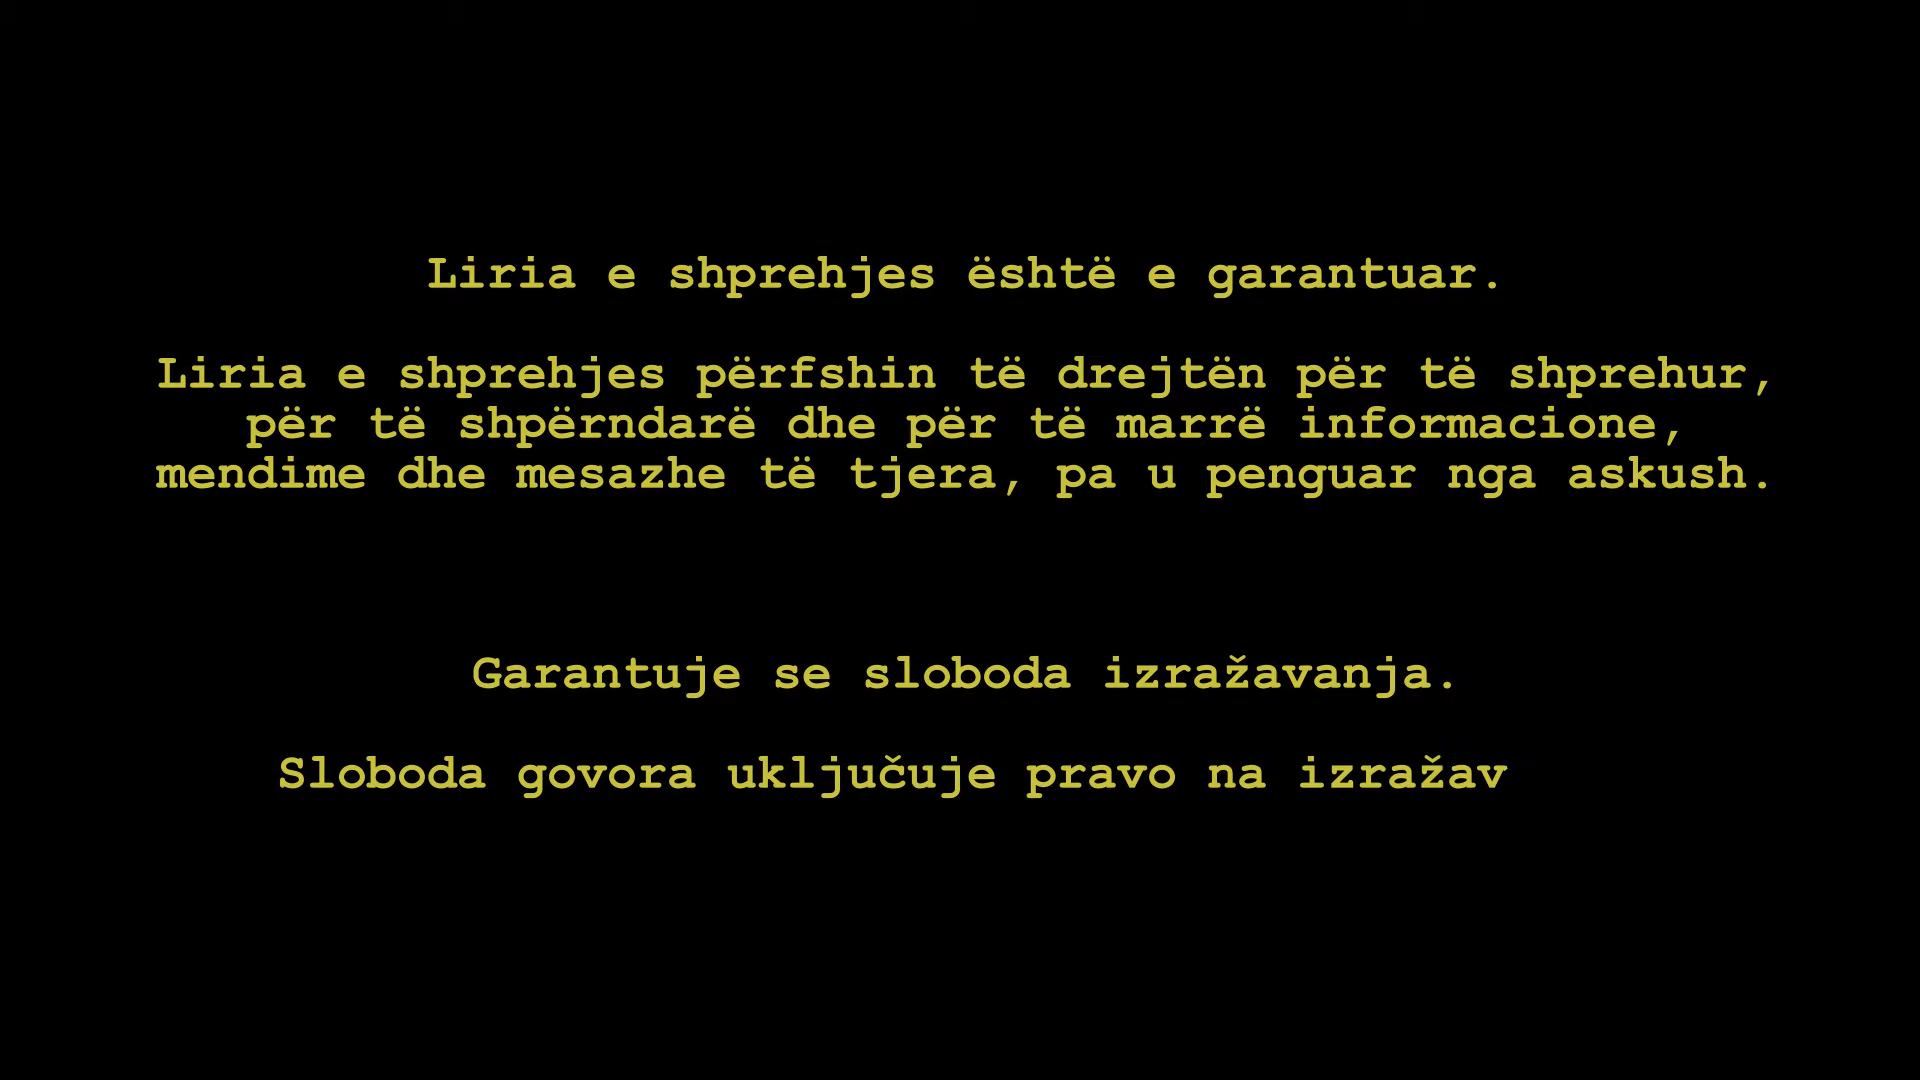 Liria e shprehjes është e garantuar.
Liria e shprehjes përfshin të drejtën për të shprehur,
për të shpërndarë dhe për të marrë informacione,
mendime dhe mesazhe të tjera, pa u penguar nga askush.
Garantuje se sloboda izražavanja.
Sloboda govora uključuje pravo na izražav